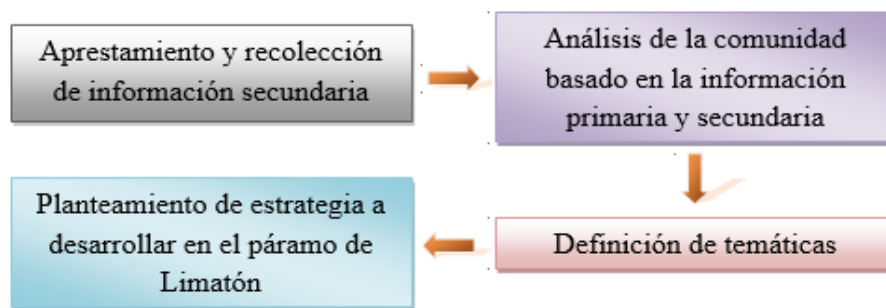 Aprestamiento y recolección
de información secundaria
Análisis de la comunidad
basado en la información
primaria y secundaria
Definición de temáticas
Planteamiento de estrategia a
desarrollar en el páramo de
Limatón